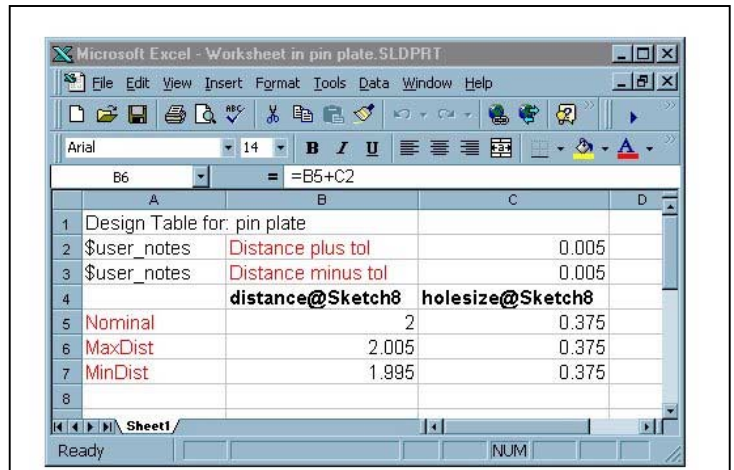 Microsoft Excel - Worksheet in pin plate.SLDPRT
File Edit View Insert Format Tools Data Window Help
Arial 14 B I U A
B6 = =B5+C2
A B C D
1 Design Table for: pin plate
2 $user_notes Distance plus tol 0.005
3 $user_notes Distance minus tol 0.005
4 distance@Sketch8 holesize@Sketch8
5 Nominal 2 0.375
6 MaxDist 2.005 0.375
7 MinDist 1.995 0.375
8
Sheet1
Ready NUM